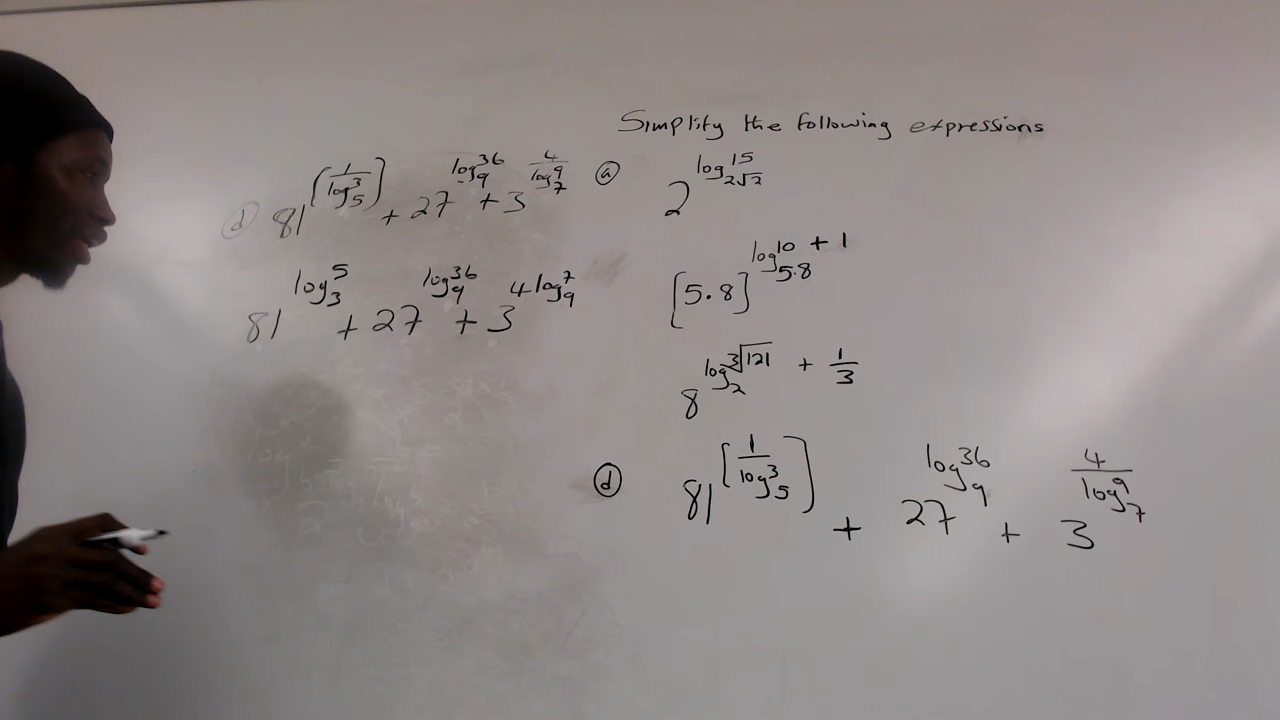 Simplify the following expressions
(a) 2^(log_{2√2} 15)
[5.8]^(log_{5.8} 10 + 1)
8^(log_2 ∛121 + 1/3)
(d) 81^[1/log_5 3] + 27^(log_9 36) + 3^(4/log_7 9)
d) 81^(1/log_5 3) + 27^(log_9 36) + 3^(4/log_7 9)
81^(log_3 5) + 27^(log_9 36) + 3^(4 log_9 7)